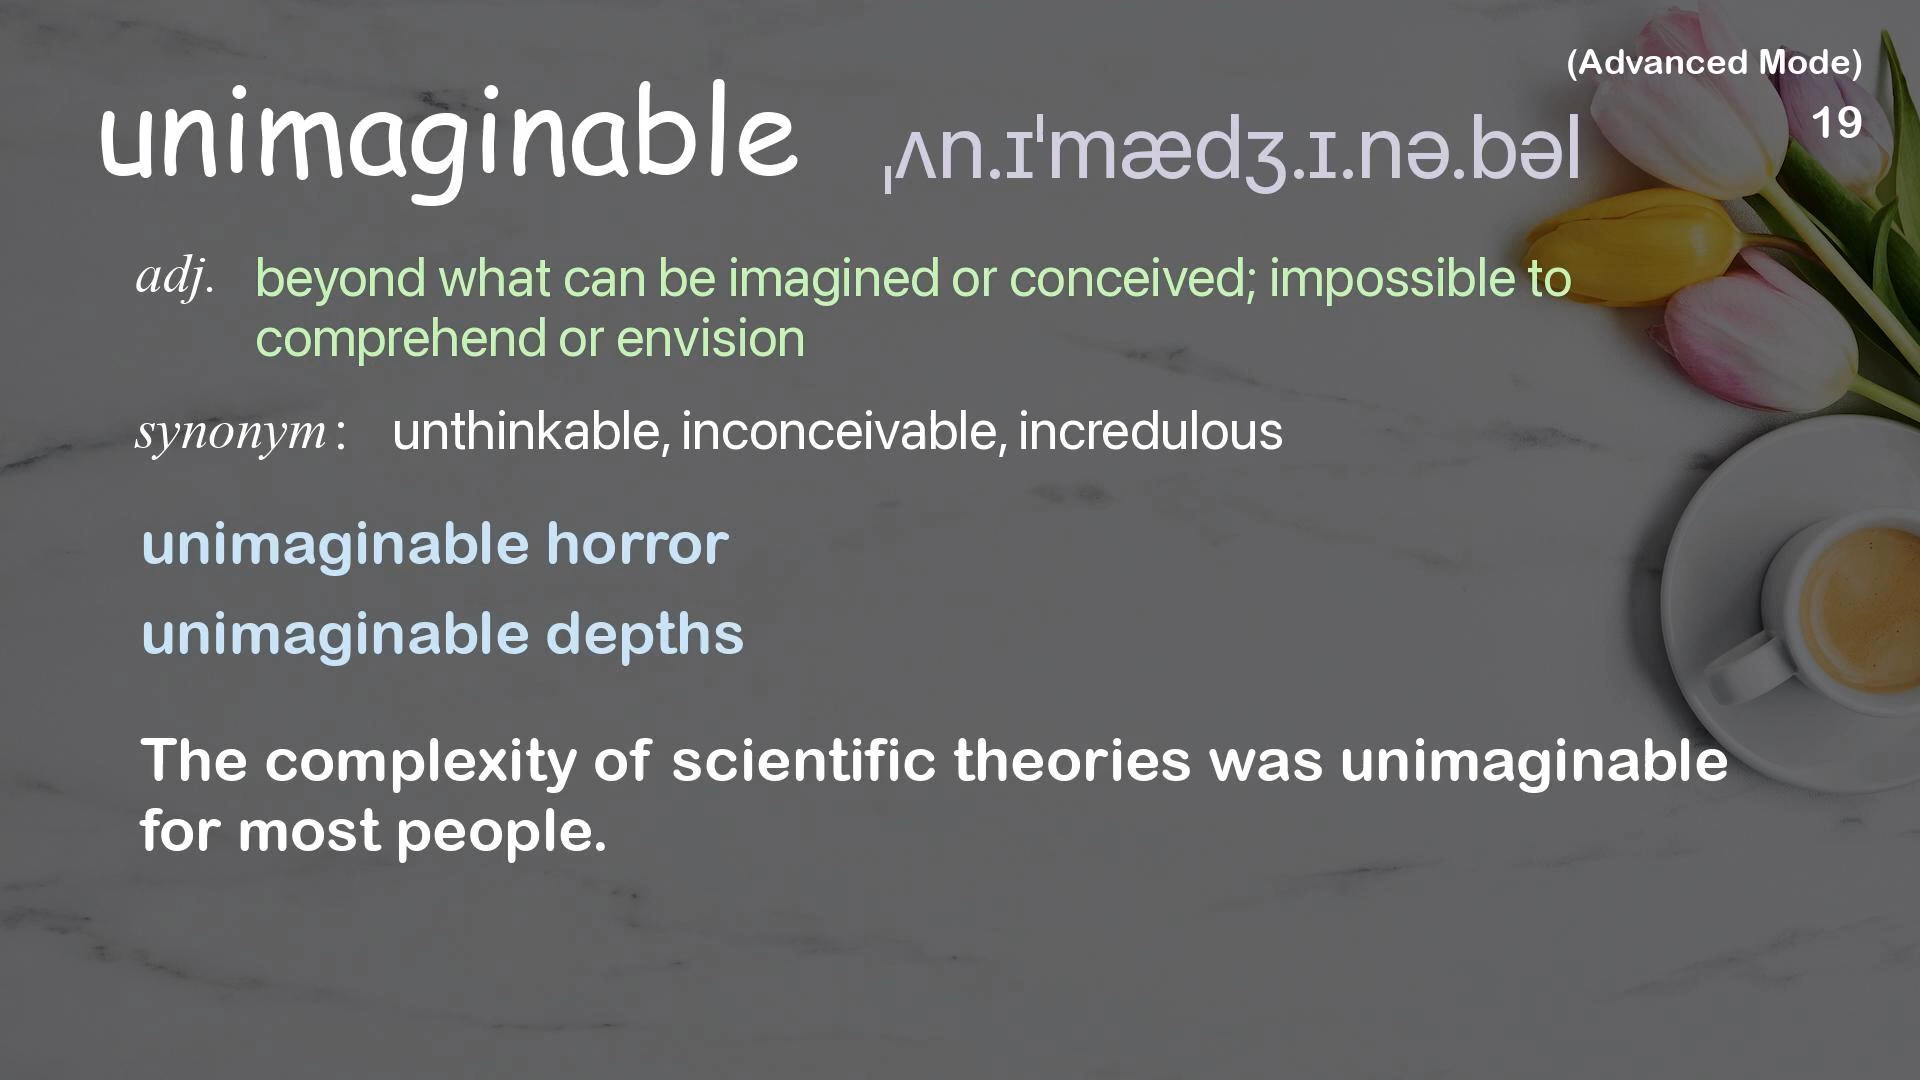 (Advanced Mode)
19
unimaginable ˌʌn.ɪˈmædʒ.ɪ.nə.bəl
adj. beyond what can be imagined or conceived; impossible to
comprehend or envision
synonym: unthinkable, inconceivable, incredulous
unimaginable horror
unimaginable depths
The complexity of scientific theories was unimaginable
for most people.